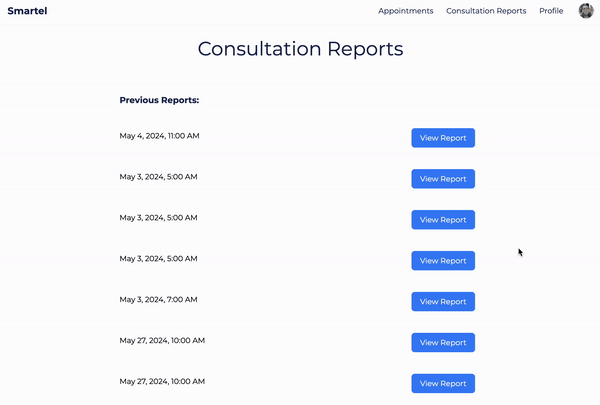 Smartel Appointments Consultation Reports Profile
Consultation Reports
Previous Reports:
May 4, 2024, 11:00 AM View Report
May 3, 2024, 5:00 AM View Report
May 3, 2024, 5:00 AM View Report
May 3, 2024, 5:00 AM View Report
May 3, 2024, 7:00 AM View Report
May 27, 2024, 10:00 AM View Report
May 27, 2024, 10:00 AM View Report